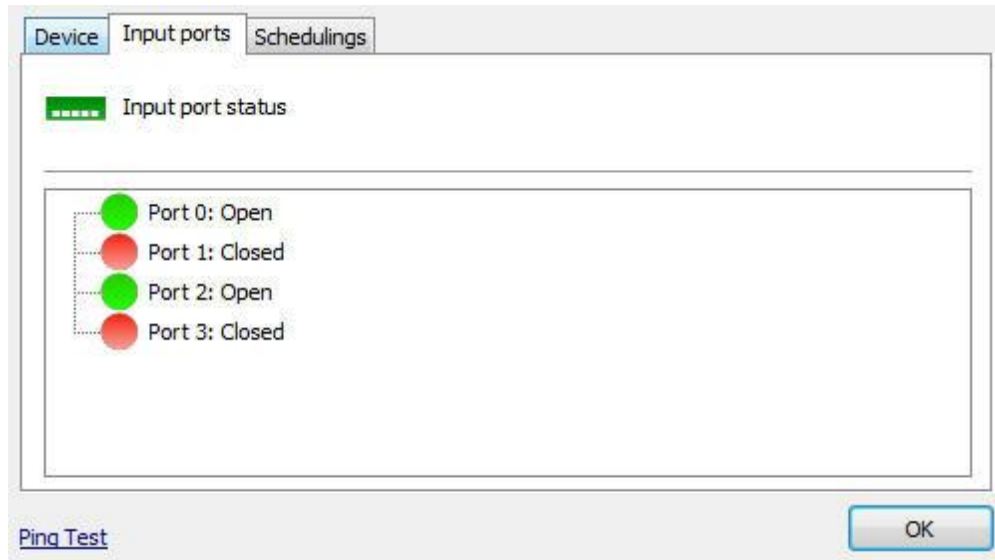 Device Input ports Schedulings
Input port status
Port 0: Open
Port 1: Closed
Port 2: Open
Port 3: Closed
Ping Test
OK